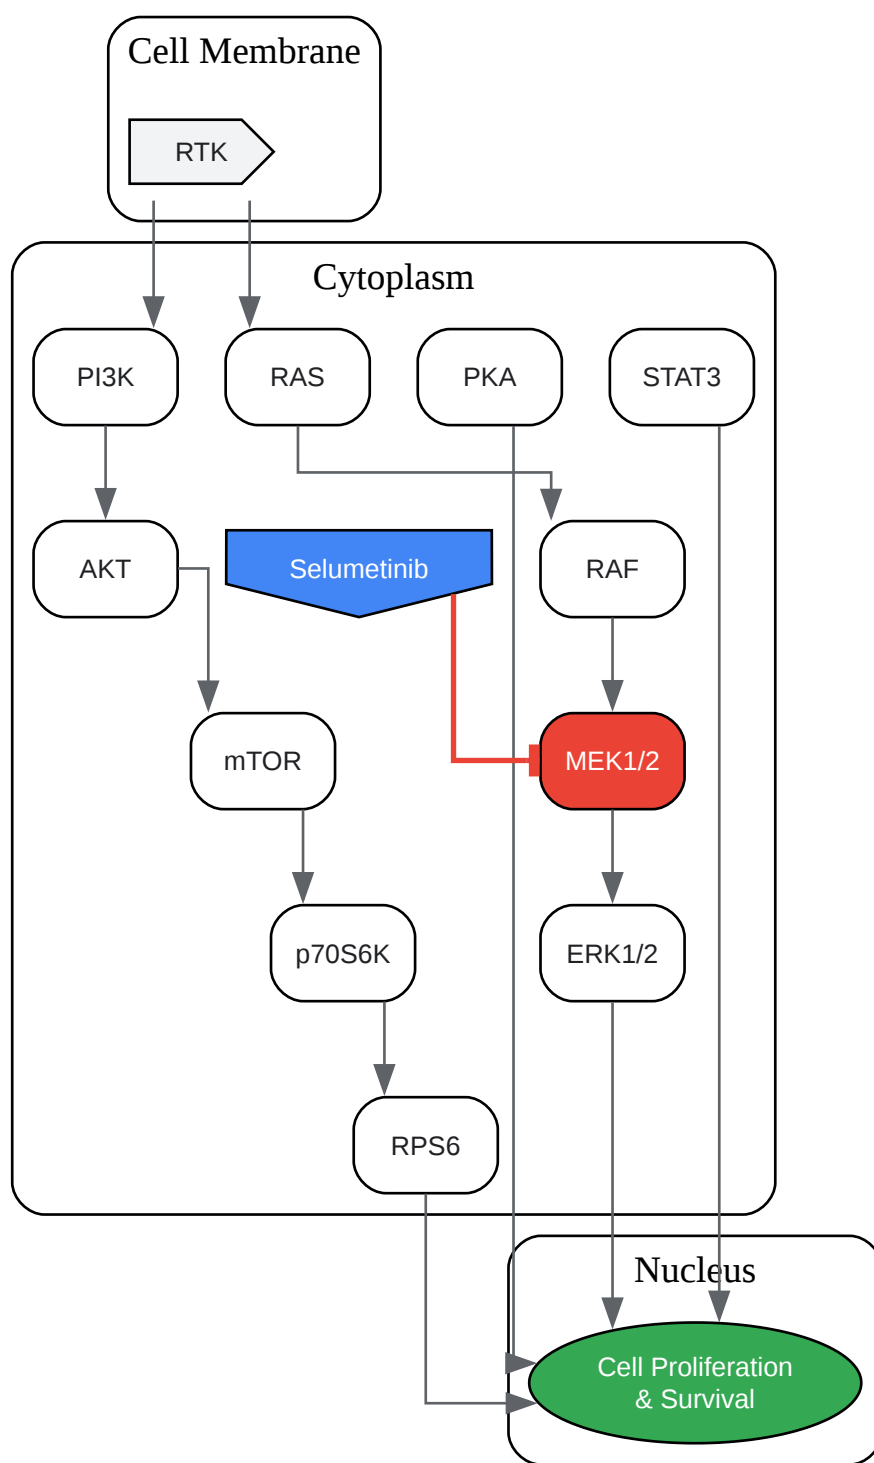 Cell Membrane
RTK
Cytoplasm
PI3K
RAS
PKA
STAT3
AKT
Selumetinib
RAF
mTOR
MEK1/2
p70S6K
ERK1/2
RPS6
Nucleus
Cell Proliferation
& Survival